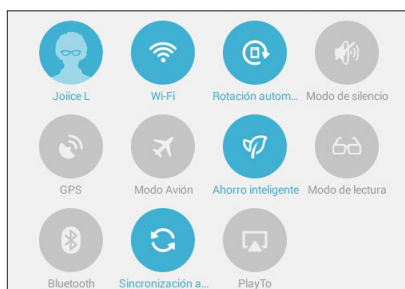 Joiice L Wi-Fi Rotación autom... Modo de silencio
GPS Modo Avión Ahorro inteligente Modo de lectura
Bluetooth Sincronización a... PlayTo